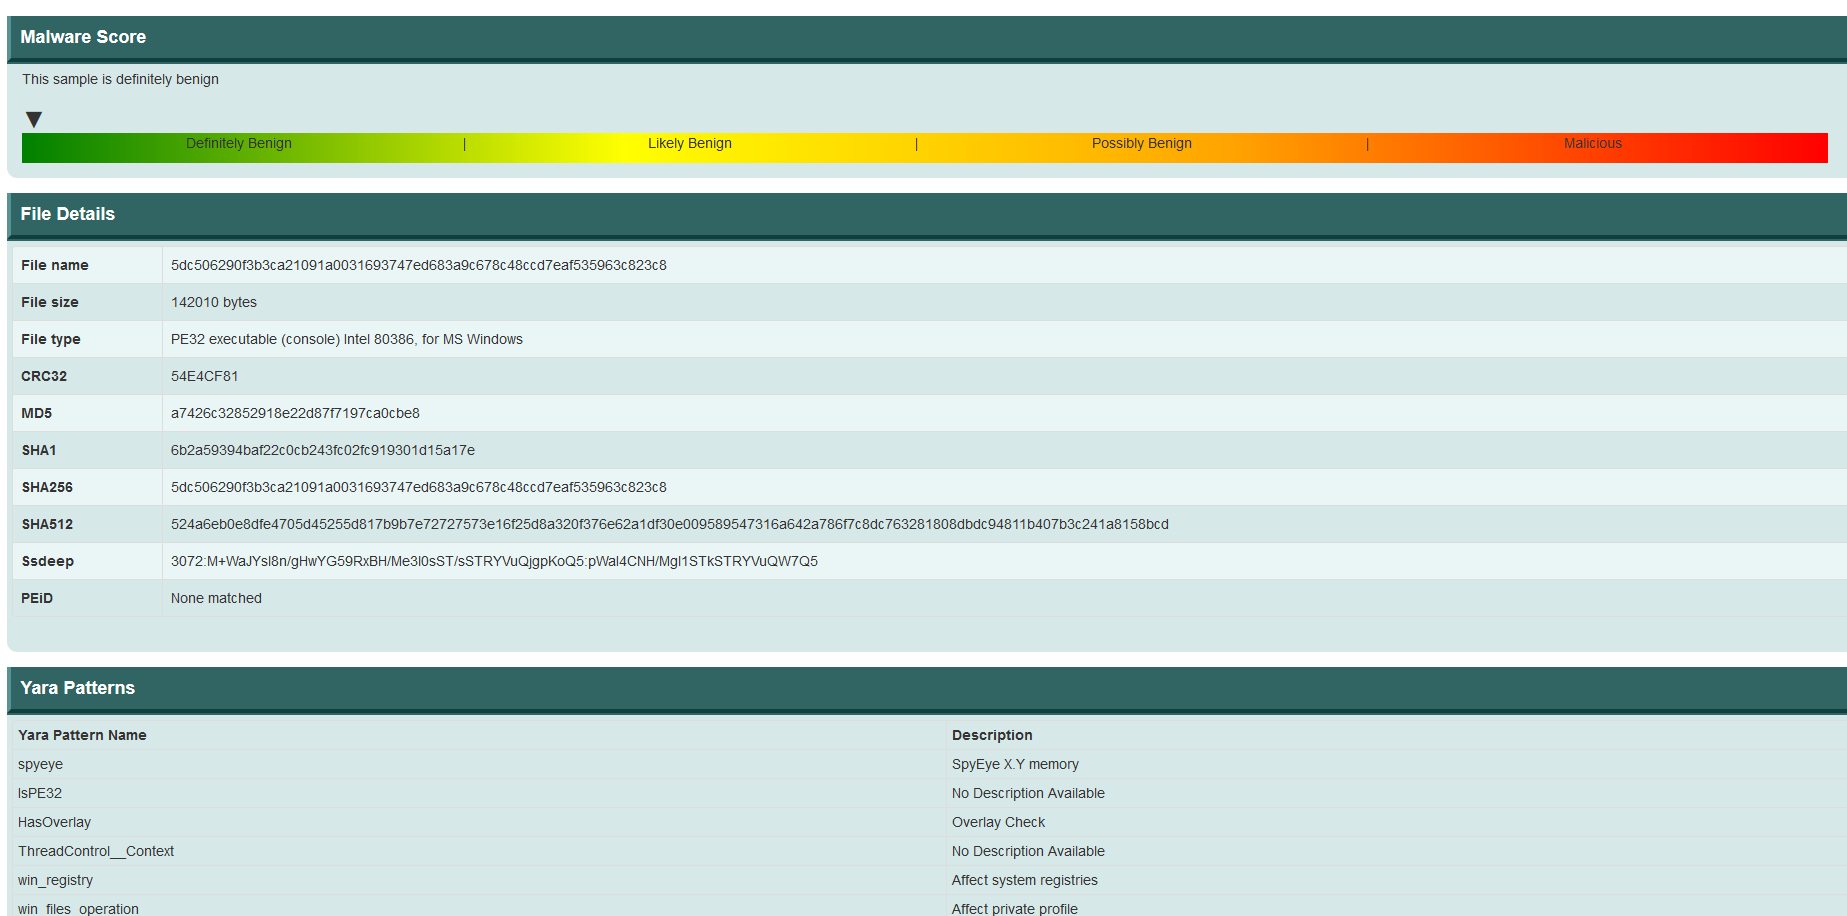 Malware Score
This sample is definitely benign
Definitely Benign | Likely Benign | Possibly Benign | Malicious
File Details
File name 5dc506290f3b3ca21091a0031693747ed683a9c678c48ccd7eaf535963c823c8
File size 142010 bytes
File type PE32 executable (console) Intel 80386, for MS Windows
CRC32 54E4CF81
MD5 a7426c32852918e22d87f7197ca0cbe8
SHA1 6b2a59394baf22c0cb243fc02fc919301d15a17e
SHA256 5dc506290f3b3ca21091a0031693747ed683a9c678c48ccd7eaf535963c823c8
SHA512 524a6eb0e8dfe4705d45255d817b9b7e72727573e16f25d8a320f376e62a1df30e009589547316a642a786f7c8dc763281808dbdc94811b407b3c241a8158bcd
Ssdeep 3072:M+WaJYsI8n/gHwYG59RxBH/Me3I0sST/sSTRYVuQjgpKoQ5:pWaI4CNH/MgI1STkSTRYVuQW7Q5
PEiD None matched
Yara Patterns
Yara Pattern Name Description
spyeye SpyEye X.Y memory
IsPE32 No Description Available
HasOverlay Overlay Check
ThreadControl__Context No Description Available
win_registry Affect system registries
win_files_operation Affect private profile